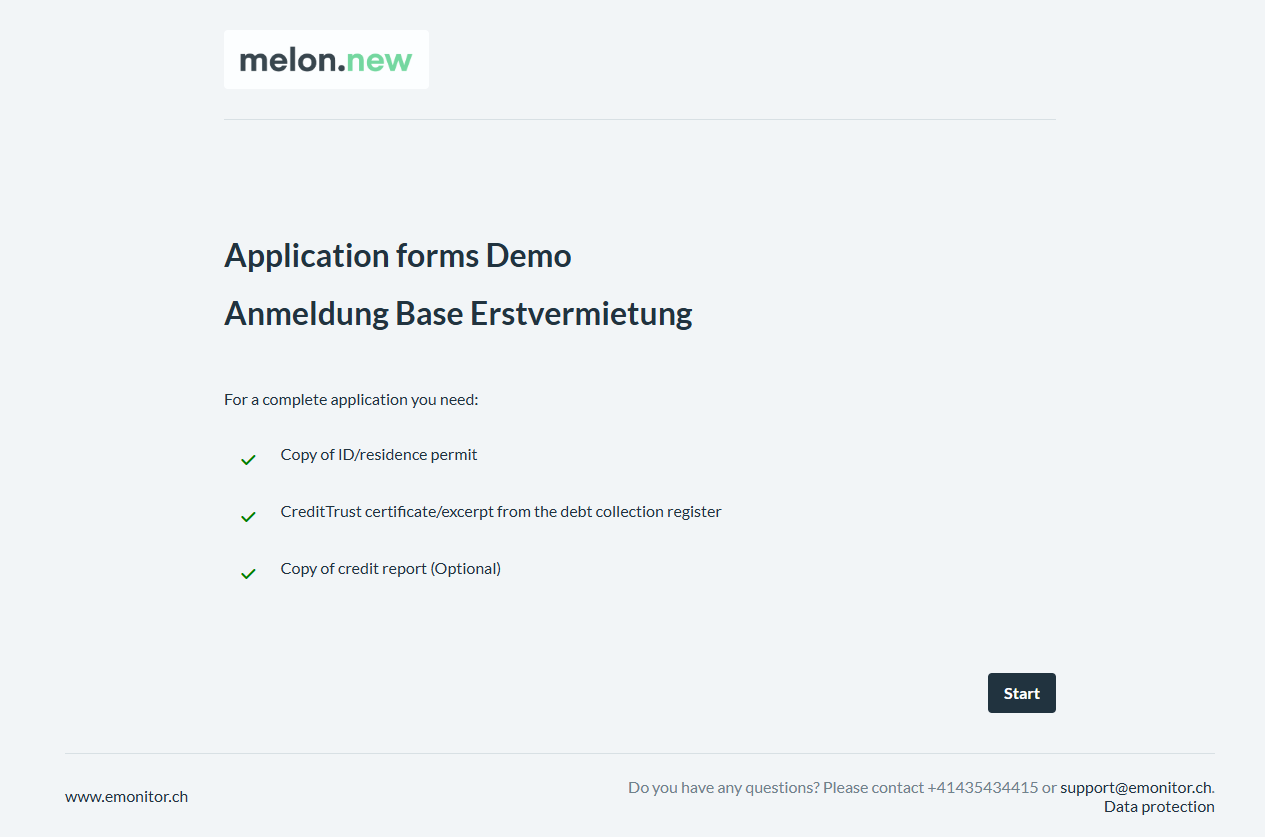 melon.new
Application forms Demo
Anmeldung Base Erstvermietung
For a complete application you need:
Copy of ID/residence permit
CreditTrust certificate/excerpt from the debt collection register
Copy of credit report (Optional)
Start
www.emonitor.ch
Do you have any questions? Please contact +41435434415 or support@emonitor.ch.
Data protection